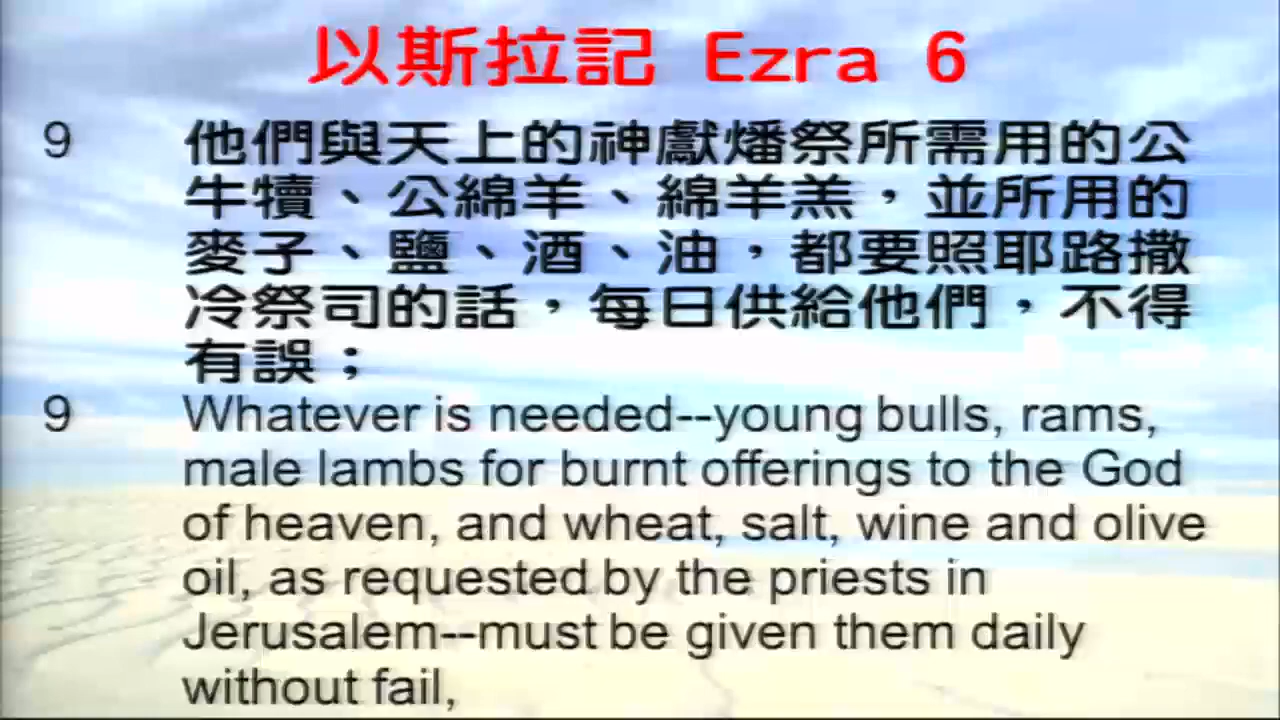 以斯拉記 Ezra 6
9 他們與天上的神獻燔祭所需用的公
牛犢、公綿羊、綿羊羔，並所用的
麥子、鹽、酒、油，都要照耶路撒
冷祭司的話，每日供給他們，不得
有誤；
9 Whatever is needed--young bulls, rams,
male lambs for burnt offerings to the God
of heaven, and wheat, salt, wine and olive
oil, as requested by the priests in
Jerusalem--must be given them daily
without fail,